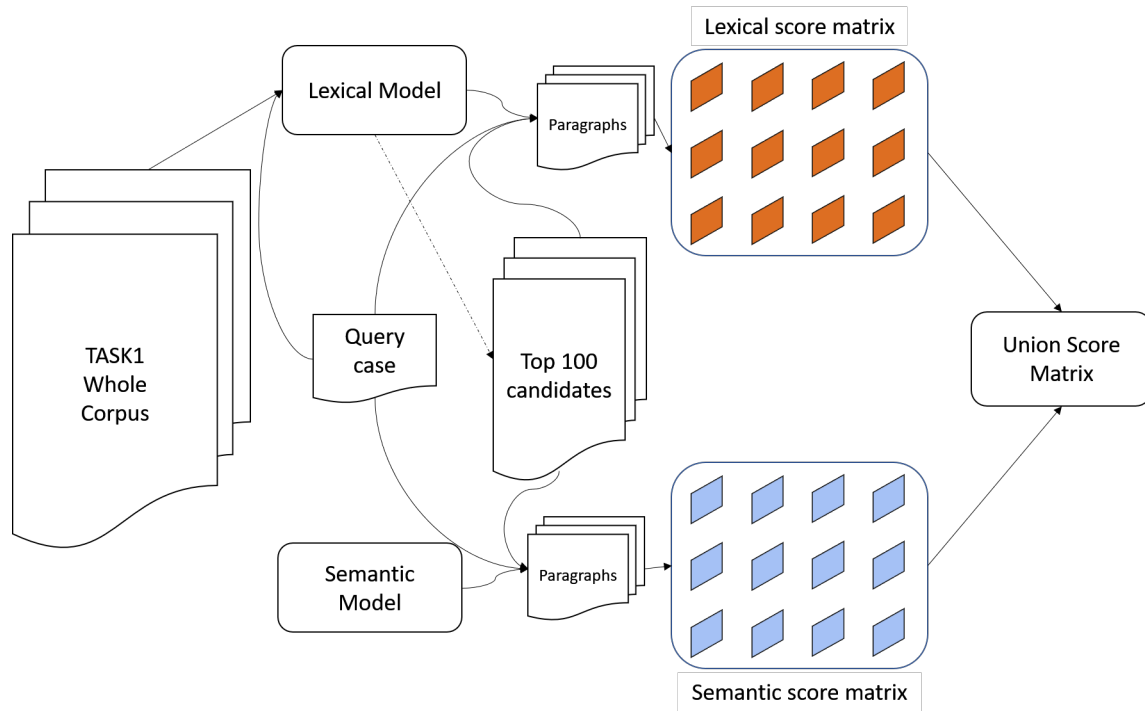 Lexical score matrix
Lexical Model
Paragraphs
TASK1
Whole
Corpus
Query
case
Top 100
candidates
Union Score
Matrix
Semantic
Model
Paragraphs
Semantic score matrix